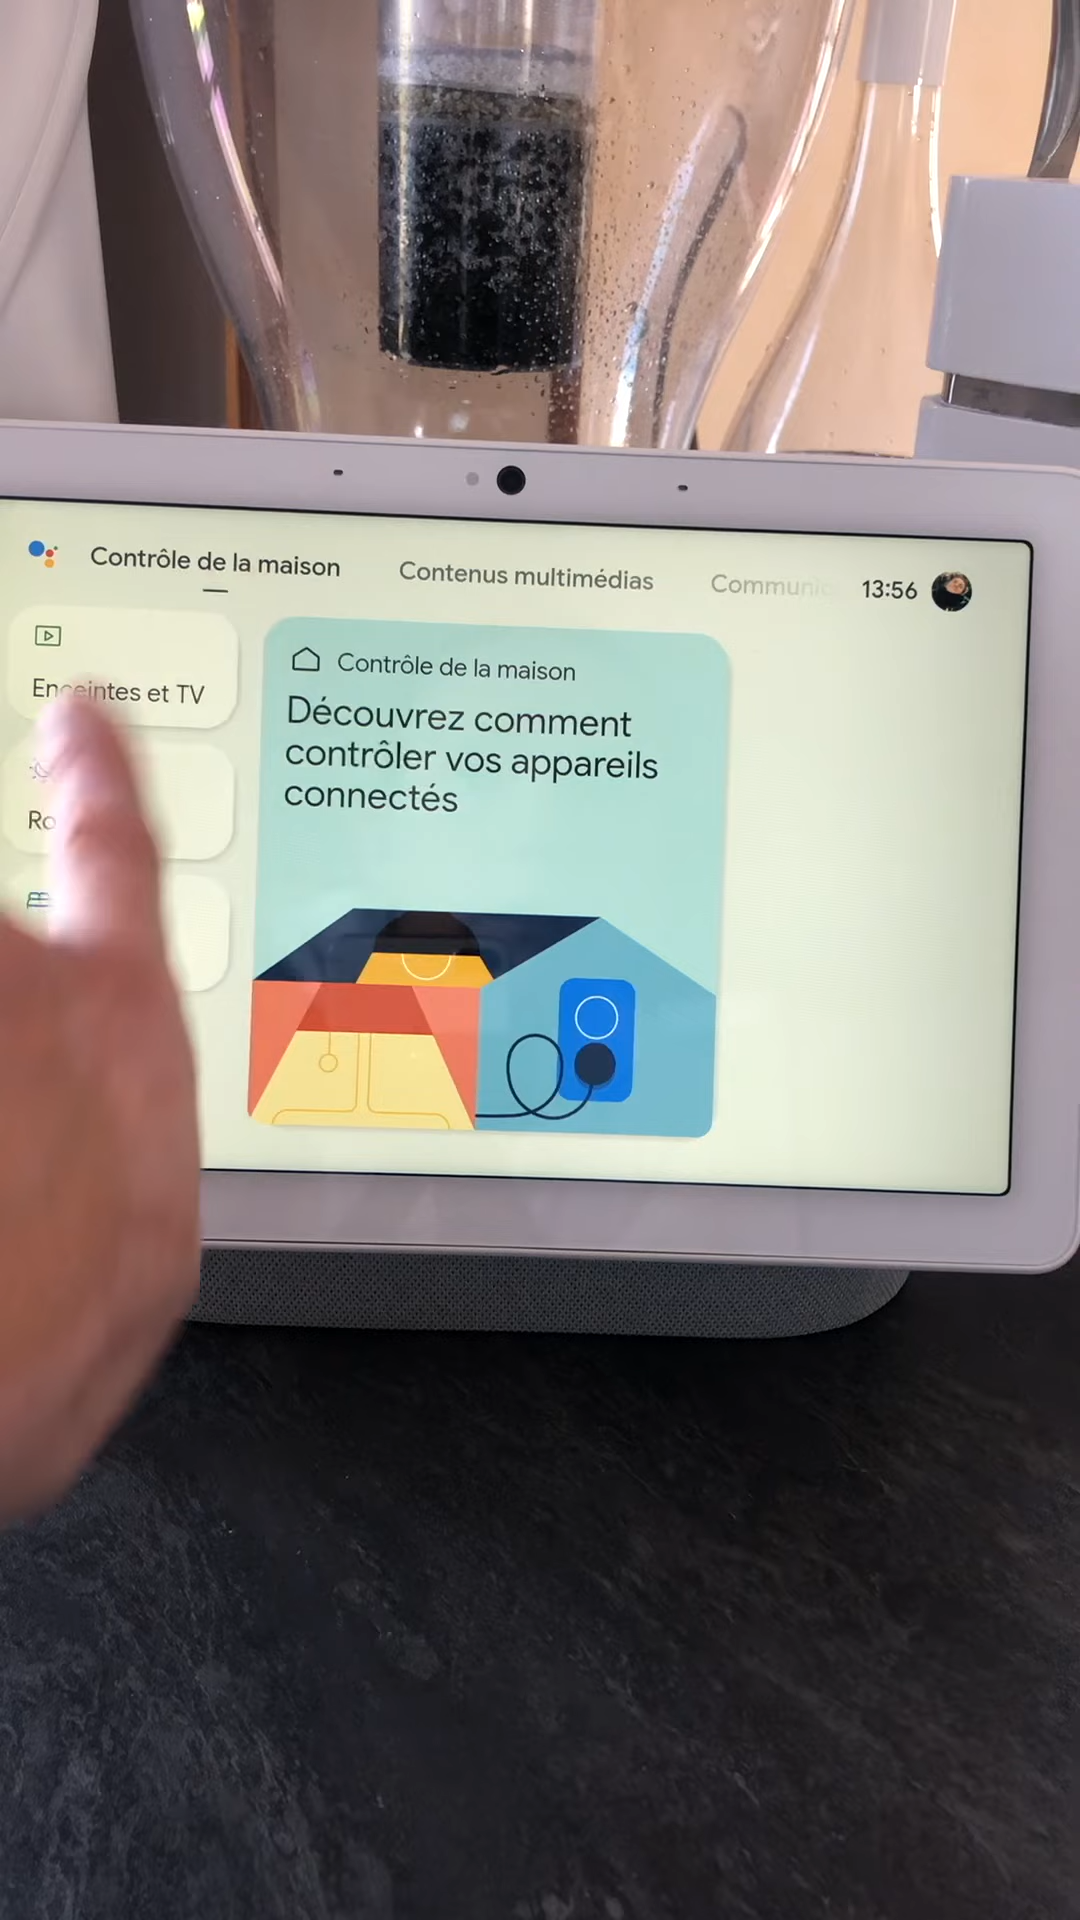 Contrôle de la maison
Contenus multimédias
13:56
Enceintes et TV
Contrôle de la maison
Découvrez comment
contrôler vos appareils
connectés